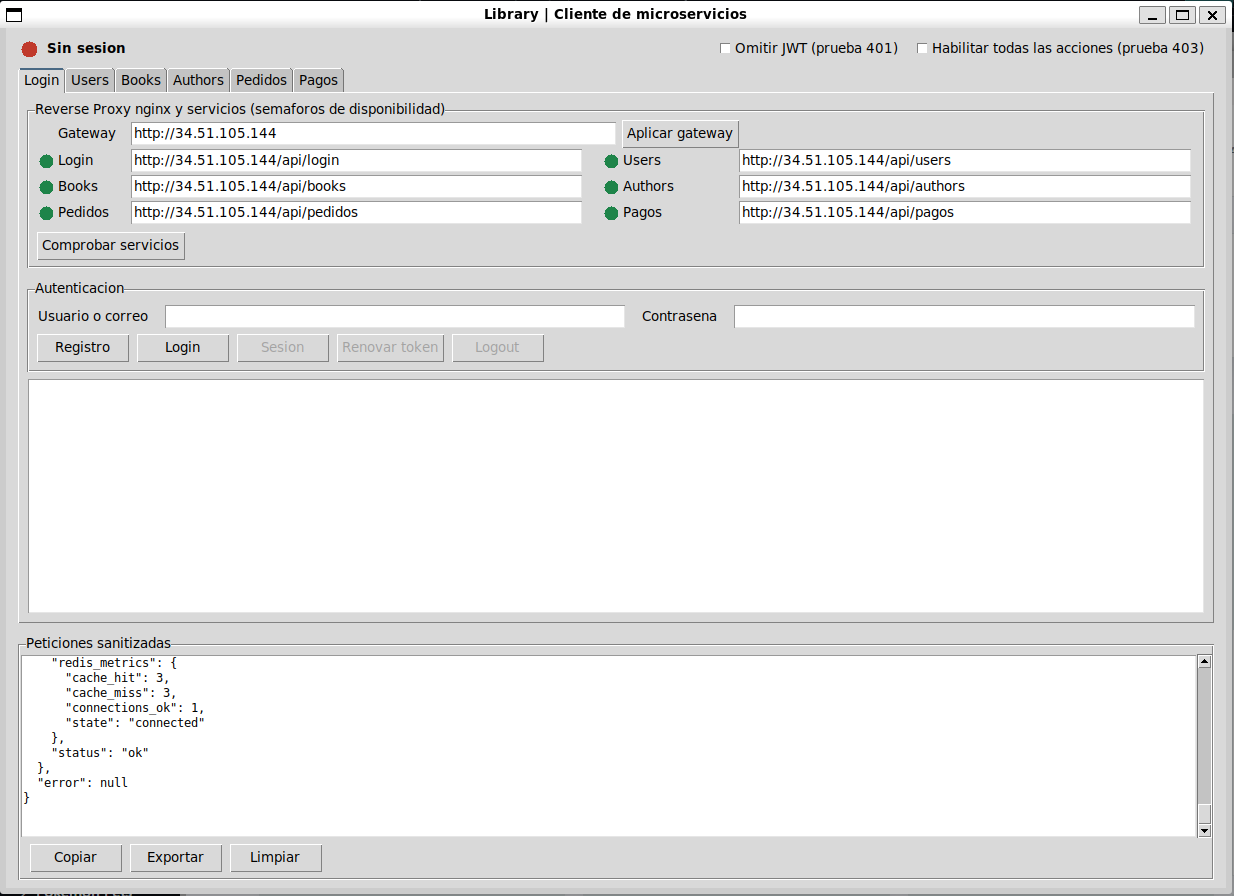 Library | Cliente de microservicios
Sin sesion
Omitir JWT (prueba 401)
Habilitar todas las acciones (prueba 403)
Login Users Books Authors Pedidos Pagos
Reverse Proxy nginx y servicios (semaforos de disponibilidad)
Gateway http://34.51.105.144 Aplicar gateway
Login http://34.51.105.144/api/login Users http://34.51.105.144/api/users
Books http://34.51.105.144/api/books Authors http://34.51.105.144/api/authors
Pedidos http://34.51.105.144/api/pedidos Pagos http://34.51.105.144/api/pagos
Comprobar servicios
Autenticacion
Usuario o correo Contrasena
Registro Login Sesion Renovar token Logout
Peticiones sanitizadas
"redis_metrics": {
"cache_hit": 3,
"cache_miss": 3,
"connections_ok": 1,
"state": "connected"
},
"status": "ok"
},
"error": null
}
Copiar Exportar Limpiar